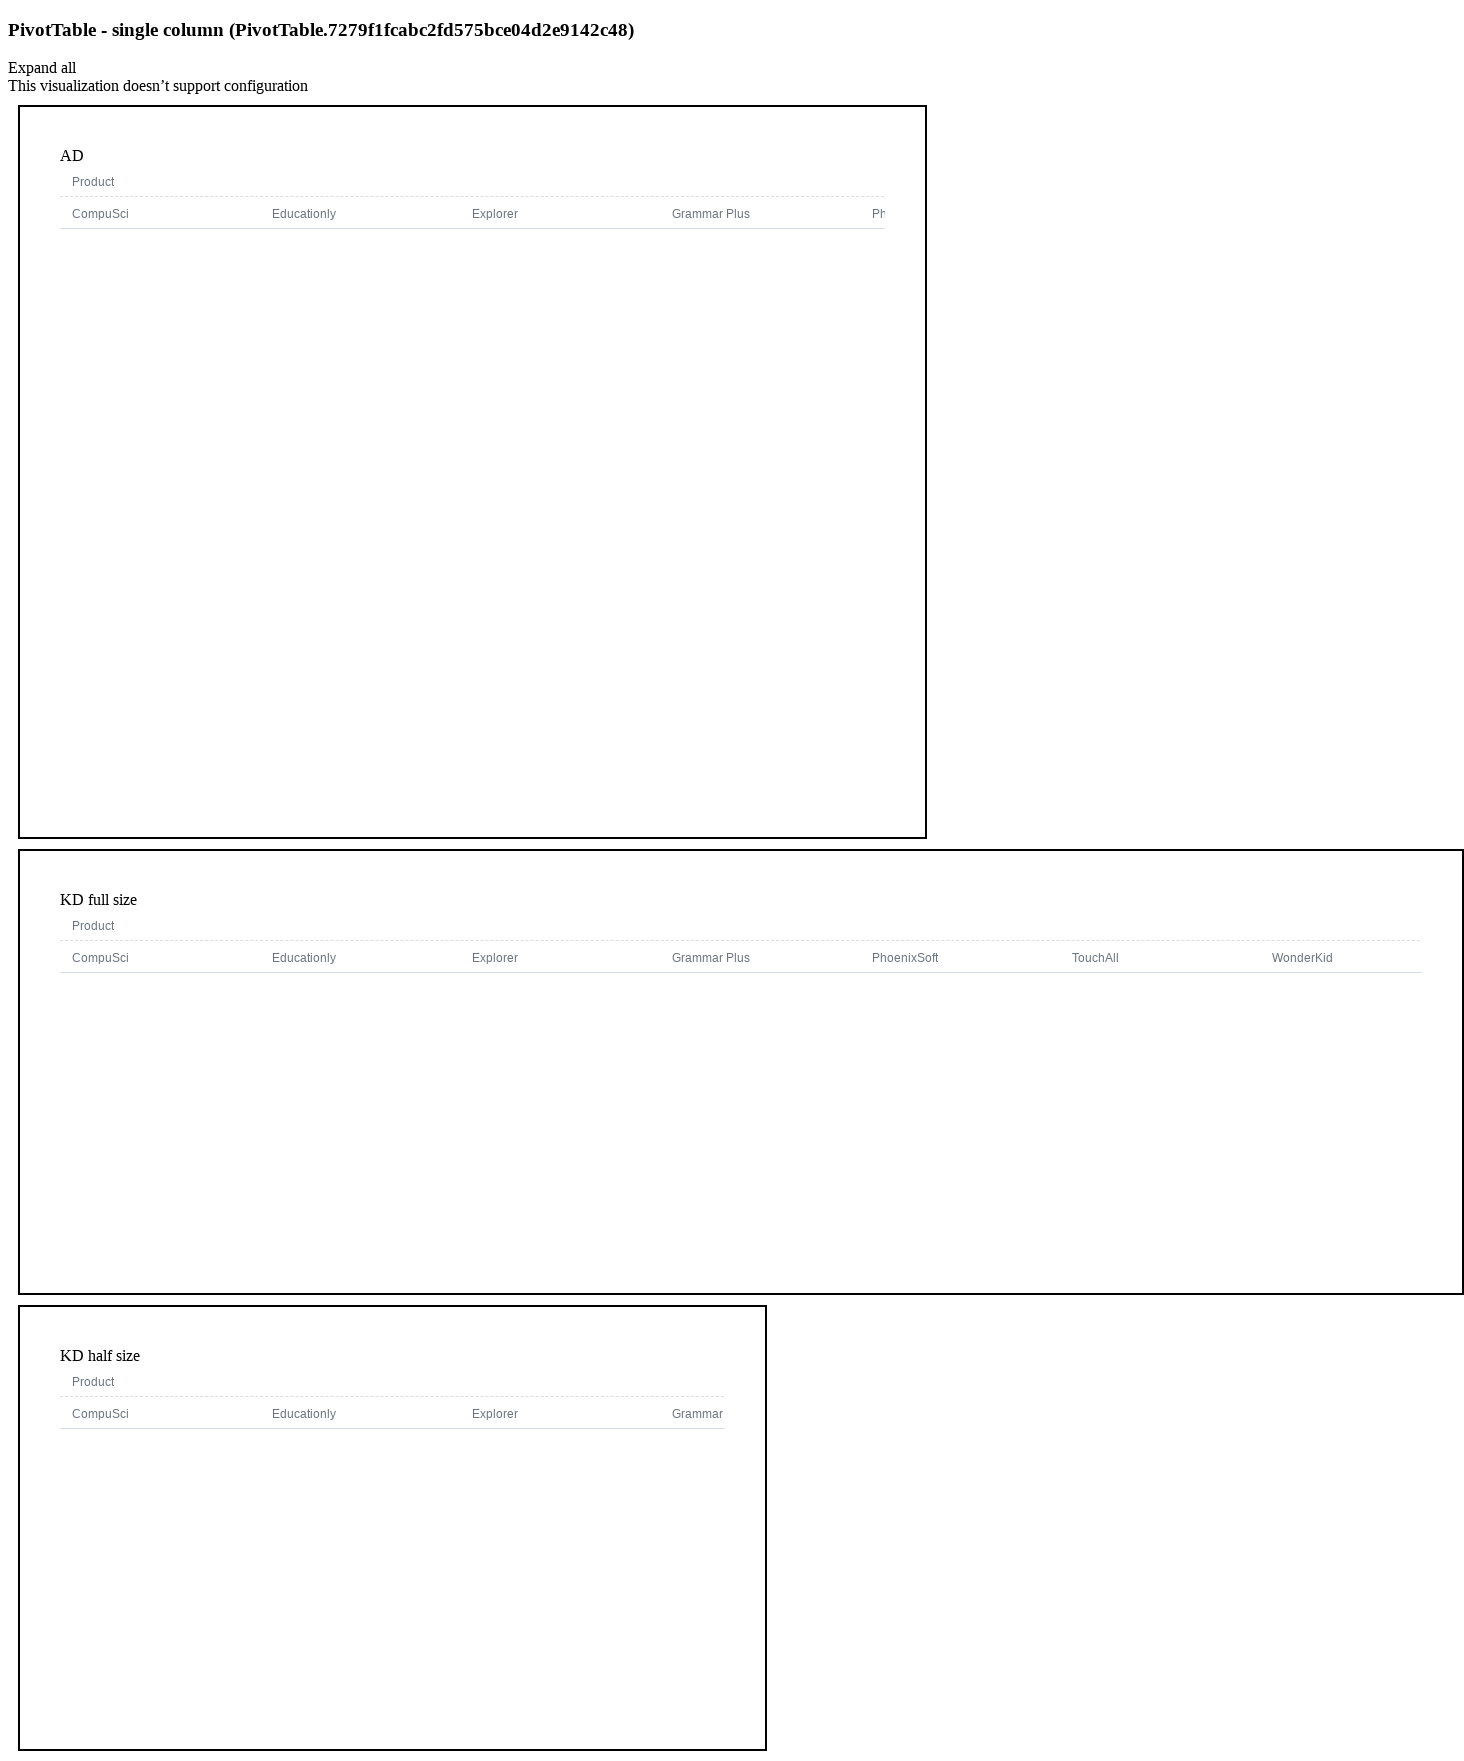 PivotTable - single column (PivotTable.7279f1fcabc2fd575bce04d2e9142c48)
Expand all
This visualization doesn’t support configuration
AD
Product
CompuSci Educationly Explorer Grammar Plus Ph
KD full size
Product
CompuSci Educationly Explorer Grammar Plus PhoenixSoft TouchAll WonderKid
KD half size
Product
CompuSci Educationly Explorer Grammar